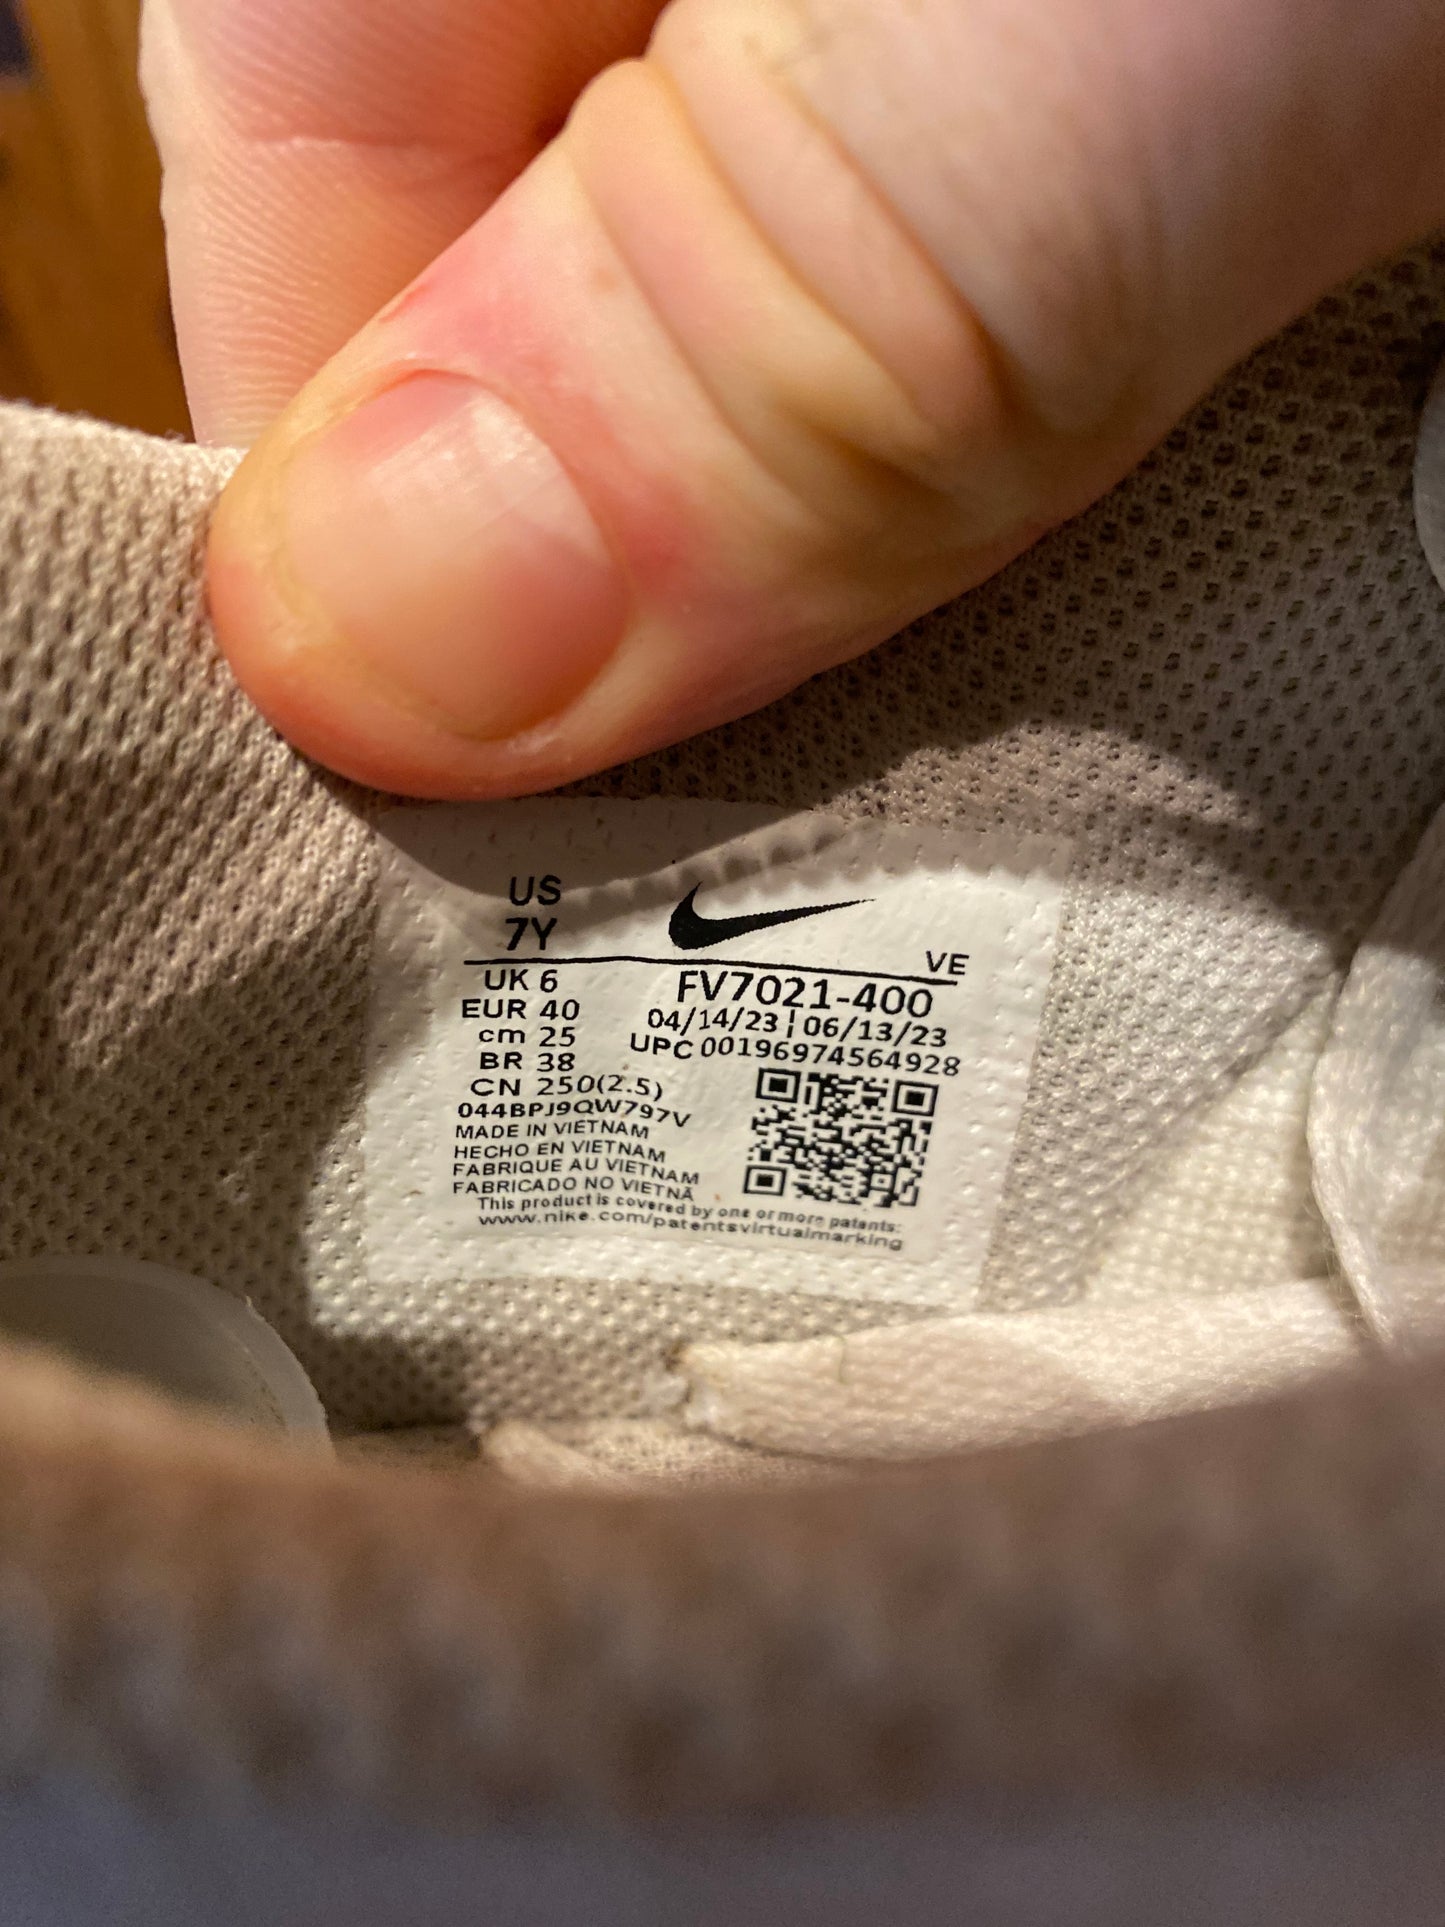 US
7Y
VE
UK 6
EUR 40
cm 25
BR 38
CN 250(2.5)
FV7021-400
04/14/23 ¦ 06/13/23
UPC 00196974564928
044BPJ9QW797V
MADE IN VIETNAM
HECHO EN VIETNAM
FABRIQUE AU VIETNAM
FABRICADO NO VIETNÃ
This product is covered by one or more patents:
www.nike.com/patentsvirtualmarking